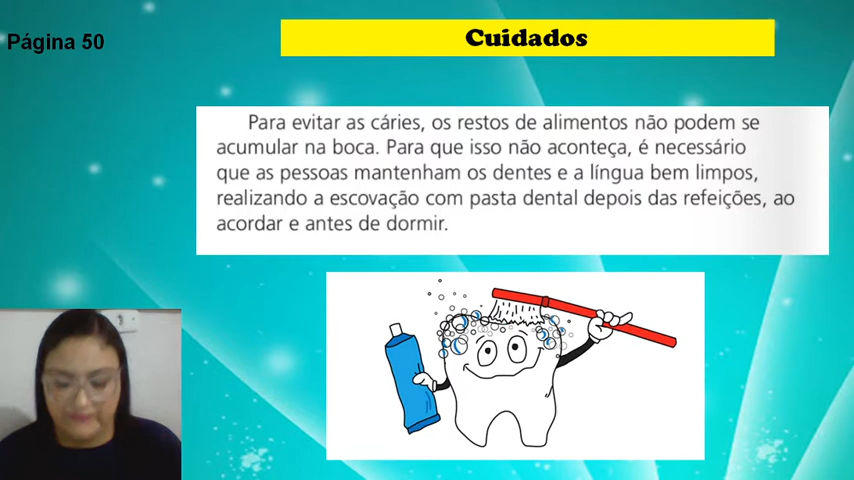 Página 50
Cuidados
Para evitar as cáries, os restos de alimentos não podem se
acumular na boca. Para que isso não aconteça, é necessário
que as pessoas mantenham os dentes e a língua bem limpos,
realizando a escovação com pasta dental depois das refeições, ao
acordar e antes de dormir.